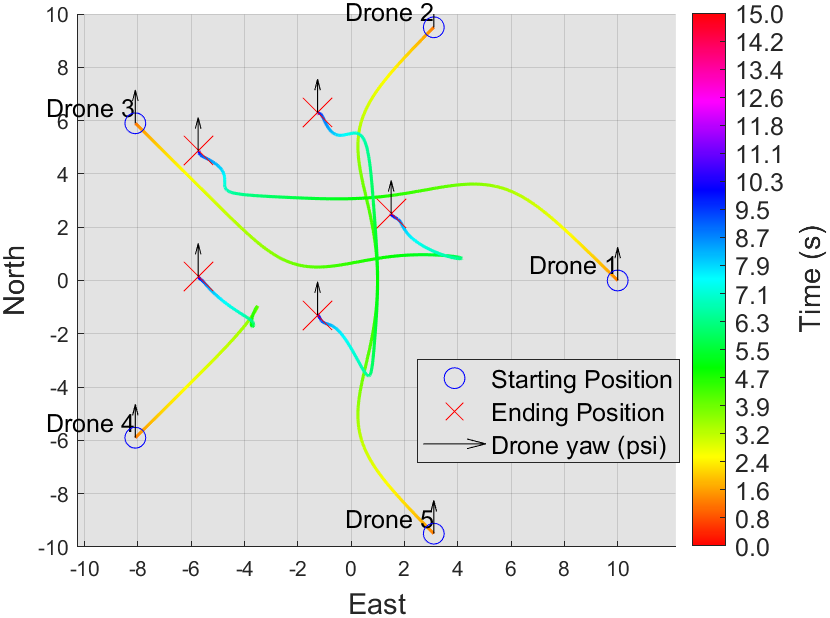 Drone 2
Drone 3
Drone 1
Drone 4
Drone 5
10
8
6
4
2
0
-2
-4
-6
-8
-10
North
-10 -8 -6 -4 -2 0 2 4 6 8 10
East
Starting Position
Ending Position
Drone yaw (psi)
15.0
14.2
13.4
12.6
11.8
11.1
10.3
9.5
8.7
7.9
7.1
6.3
5.5
4.7
3.9
3.2
2.4
1.6
0.8
0.0
Time (s)